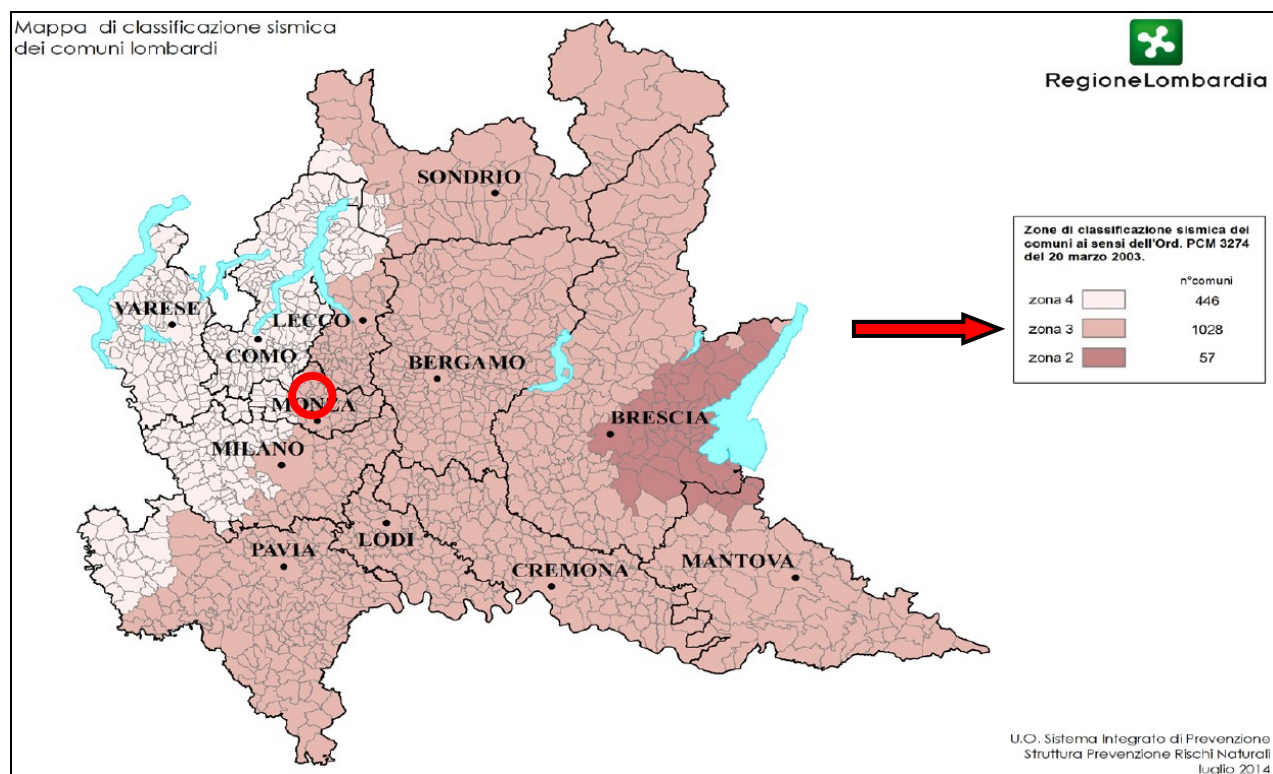 Mappa di classificazione sismica
dei comuni lombardi
RegioneLombardia
SONDRIO
VARESE
LECCO
COMO
BERGAMO
MONZA
BRESCIA
MILANO
PAVIA
LODI
CREMONA
MANTOVA
Zone di classificazione sismica dei
comuni ai sensi dell'Ord. PCM 3274
del 20 marzo 2003.
n°comuni
zona 4 446
zona 3 1028
zona 2 57
U.O. Sistema Integrato di Prevenzione
Struttura Prevenzione Rischi Naturali
luglio 2014